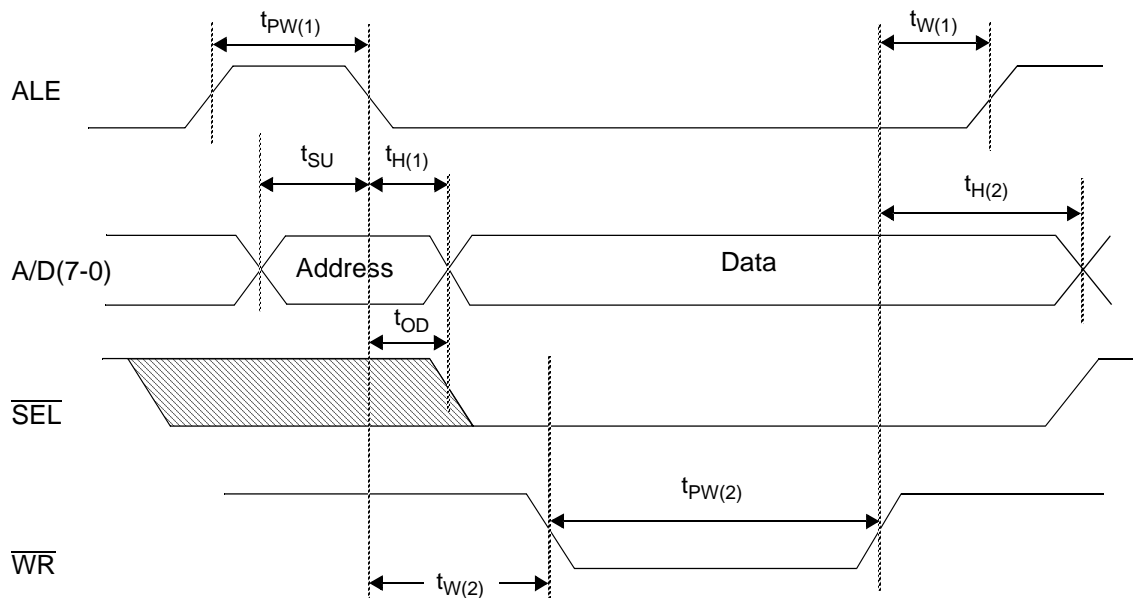 tPW(1)
tW(1)
ALE
tSU
tH(1)
tH(2)
A/D(7-0)
Address
Data
tOD
SEL
tPW(2)
WR
tW(2)